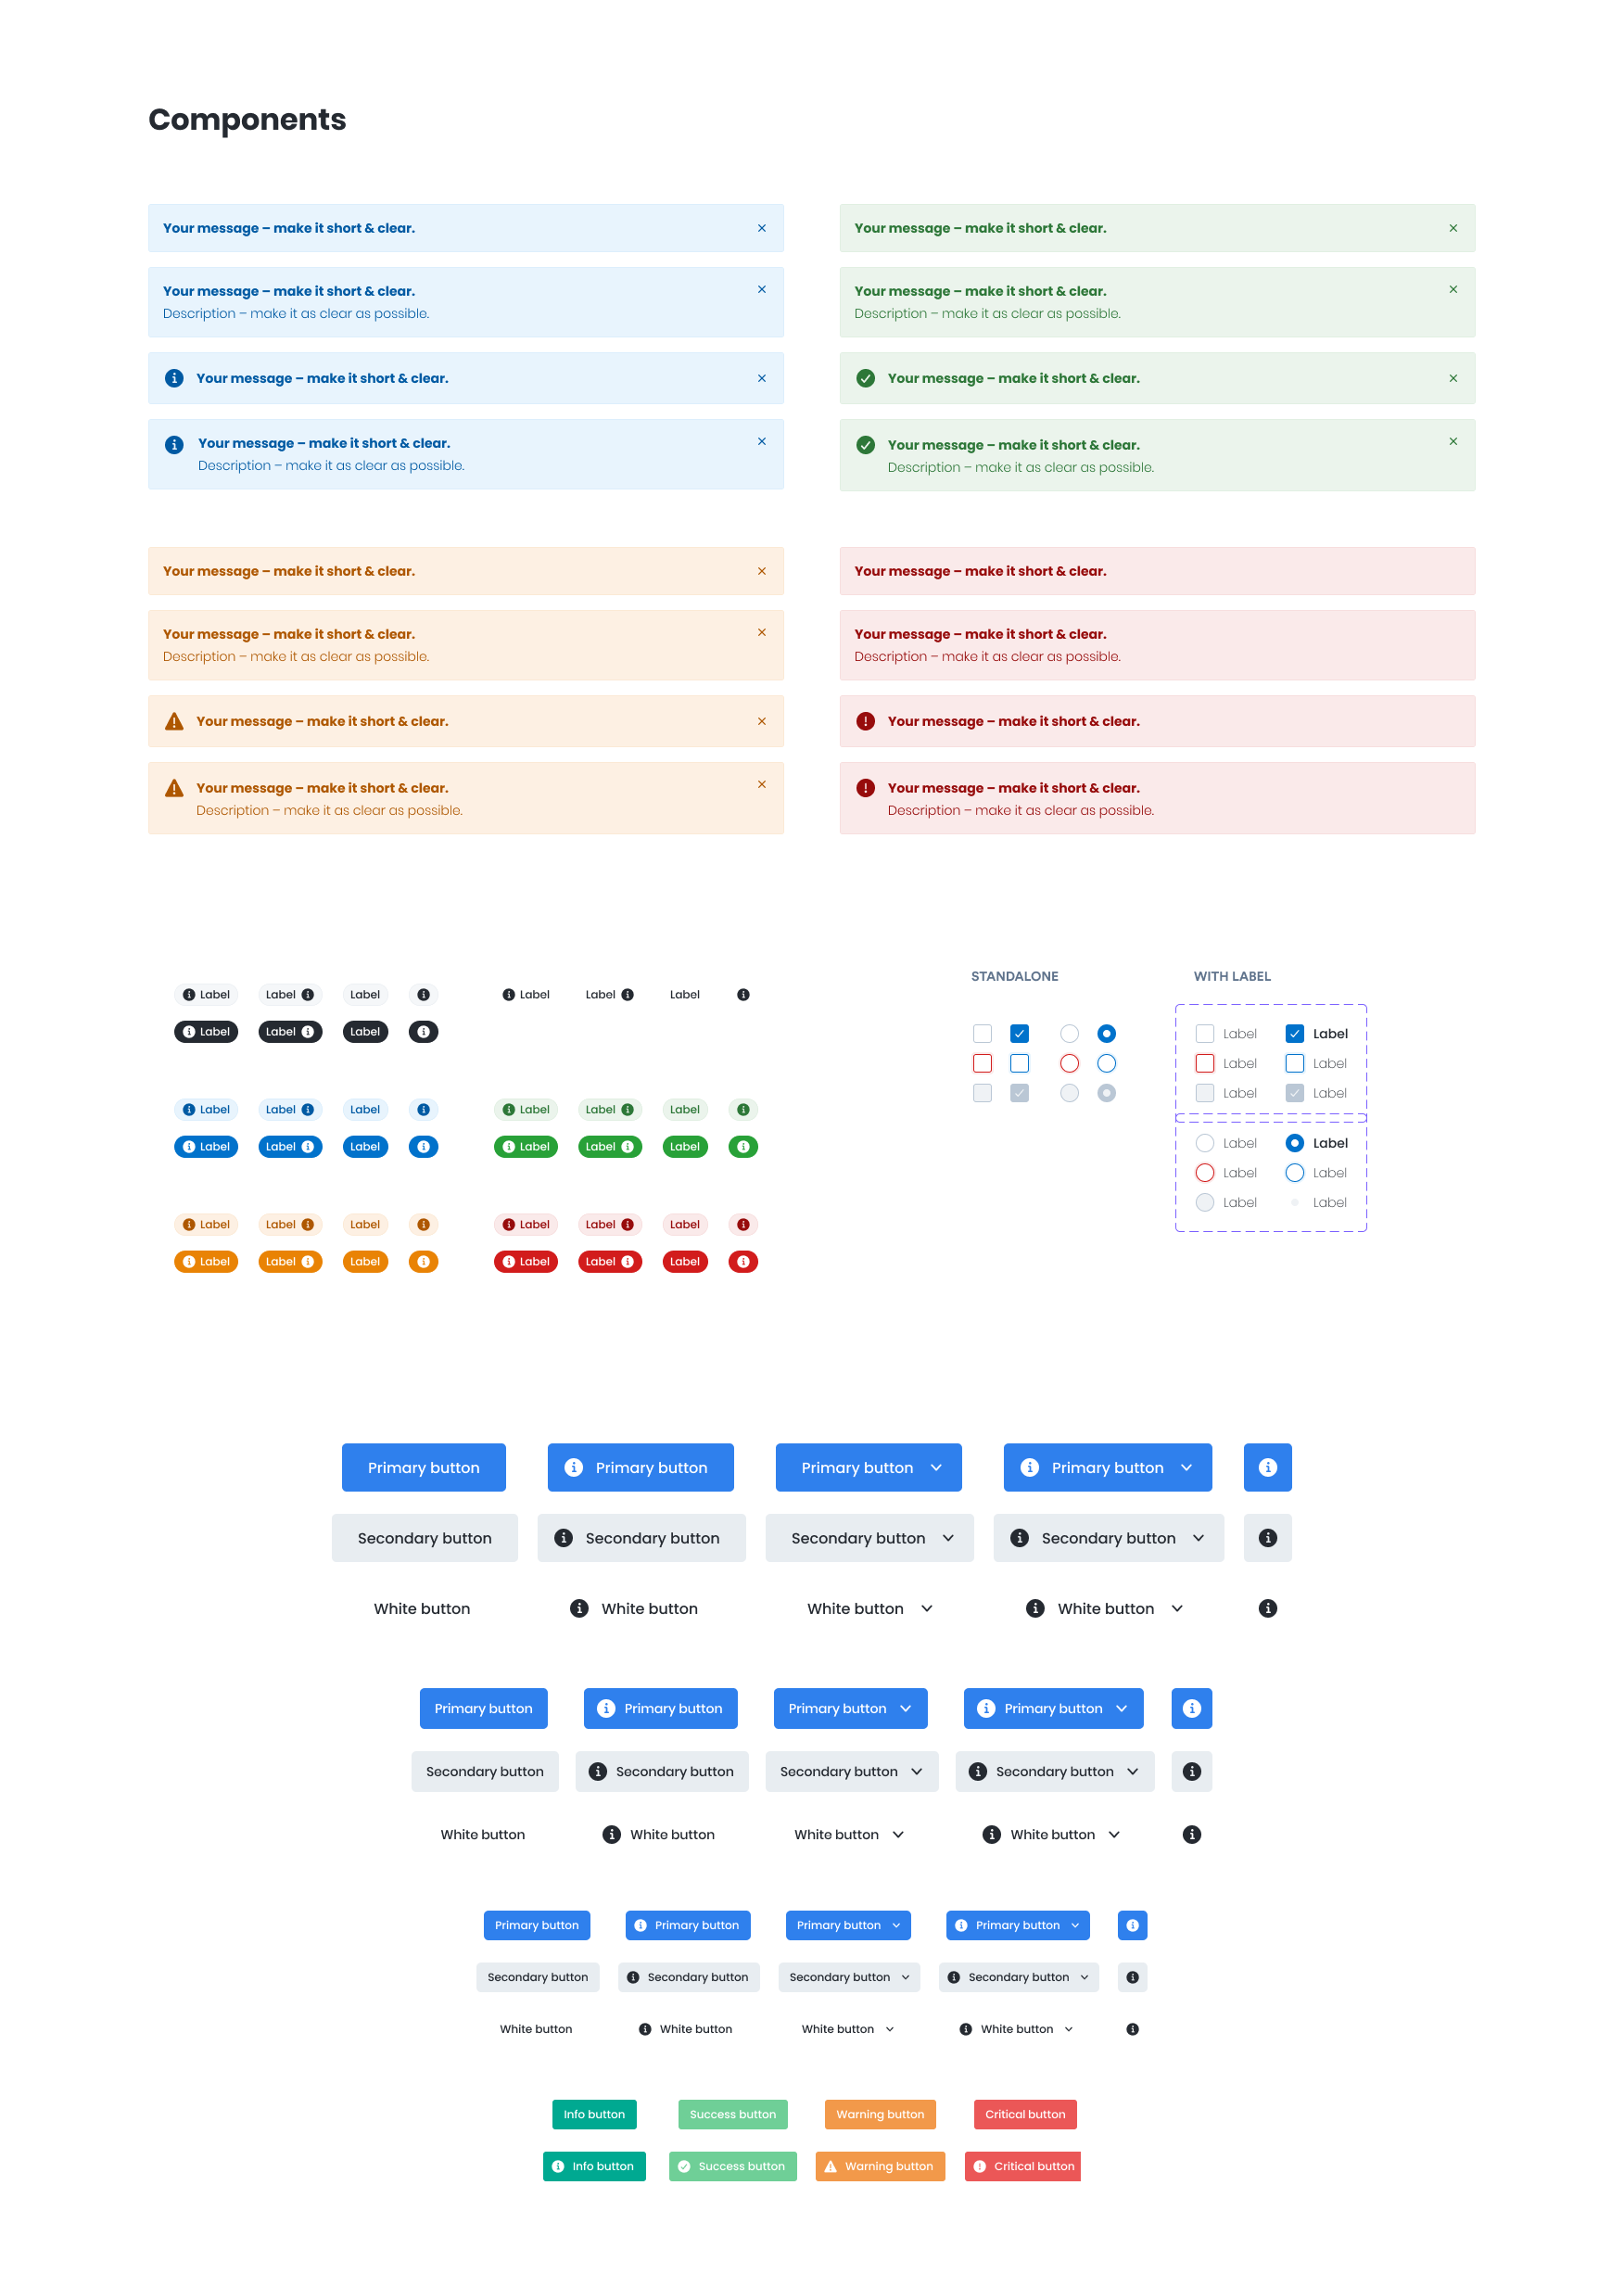 Components
Your message – make it short & clear.
Your message – make it short & clear.
Description – make it as clear as possible.
Your message – make it short & clear.
Your message – make it short & clear.
Description – make it as clear as possible.
Your message – make it short & clear.
Your message – make it short & clear.
Description – make it as clear as possible.
Your message – make it short & clear.
Your message – make it short & clear.
Description – make it as clear as possible.
Your message – make it short & clear.
Your message – make it short & clear.
Description – make it as clear as possible.
Your message – make it short & clear.
Your message – make it short & clear.
Description – make it as clear as possible.
Your message – make it short & clear.
Your message – make it short & clear.
Description – make it as clear as possible.
Your message – make it short & clear.
Your message – make it short & clear.
Description – make it as clear as possible.
Label Label Label Label Label Label
Label Label Label
Label Label Label Label Label Label
Label Label Label Label Label Label
Label Label Label Label Label Label
Label Label Label Label Label Label
STANDALONE
WITH LABEL
Label Label
Label Label
Label Label
Label Label
Label Label
Label Label
Primary button Primary button Primary button Primary button
Secondary button Secondary button Secondary button Secondary button
White button White button White button White button
Primary button Primary button Primary button Primary button
Secondary button Secondary button Secondary button Secondary button
White button White button White button White button
Primary button Primary button Primary button Primary button
Secondary button Secondary button Secondary button Secondary button
White button White button White button White button
Info button Success button Warning button Critical button
Info button Success button Warning button Critical button